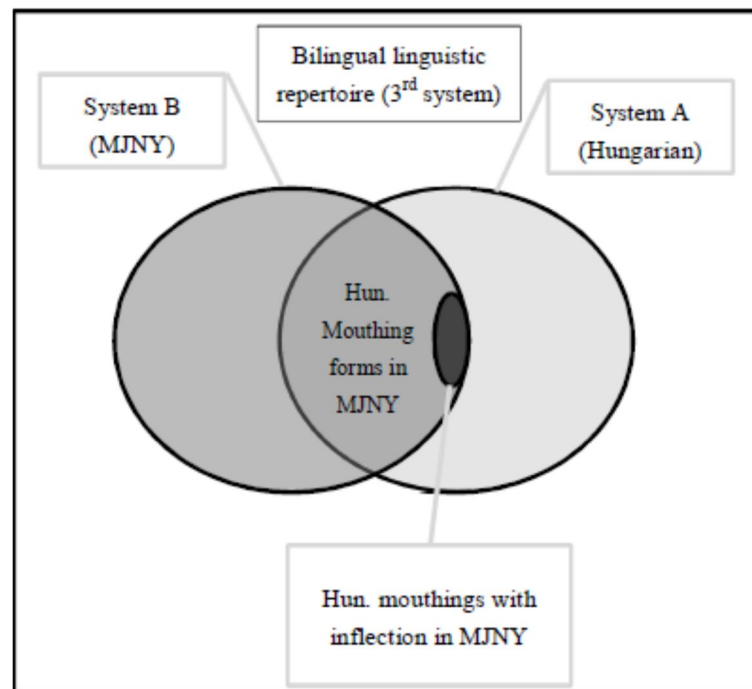 Bilingual linguistic
repertoire (3rd system)
System B
(MJNY)
System A
(Hungarian)
Hun.
Mouthing
forms in
MJNY
Hun. mouthings with
inflection in MJNY